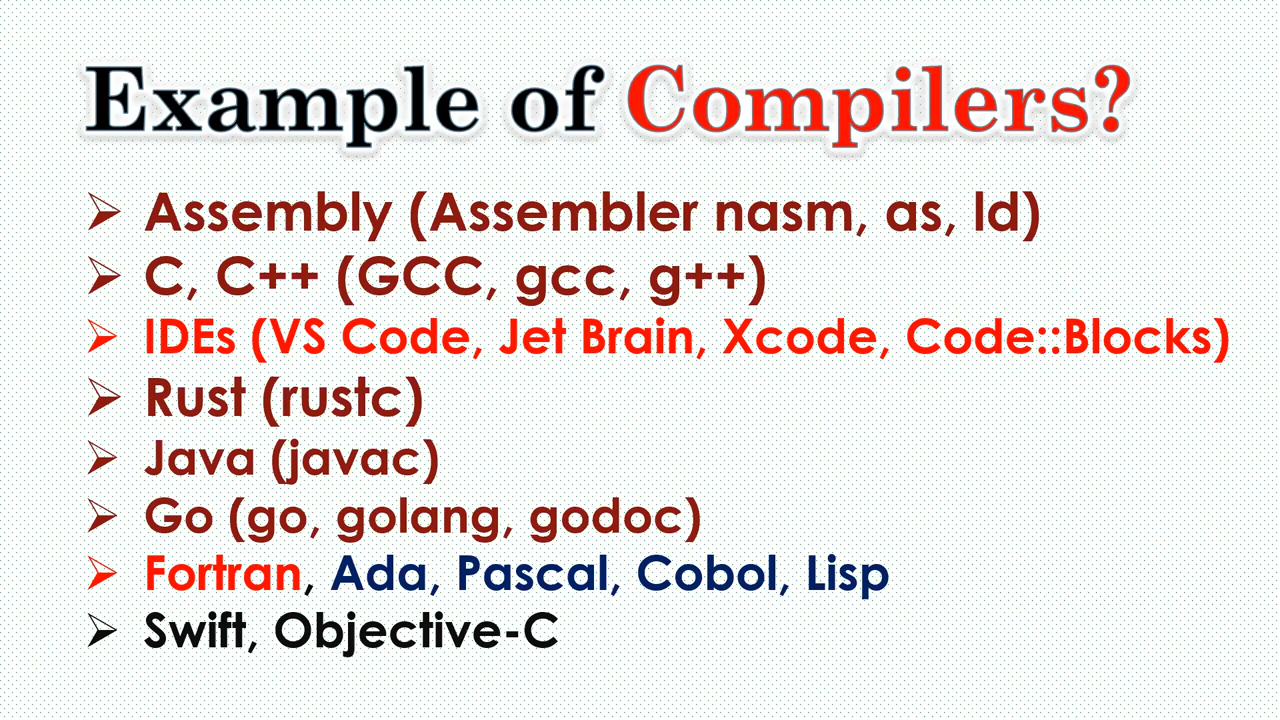 Example of Compilers?
➢ Assembly (Assembler nasm, as, ld)
➢ C, C++ (GCC, gcc, g++)
➢ IDEs (VS Code, Jet Brain, Xcode, Code::Blocks)
➢ Rust (rustc)
➢ Java (javac)
➢ Go (go, golang, godoc)
➢ Fortran, Ada, Pascal, Cobol, Lisp
➢ Swift, Objective-C